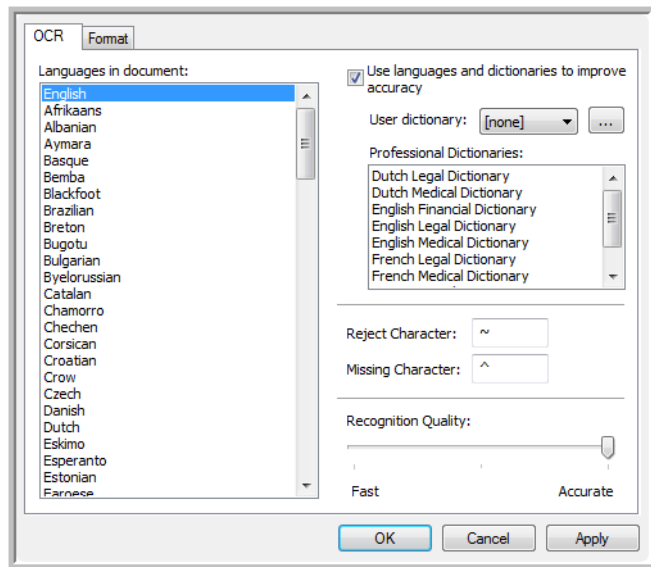 OCR
Format
Languages in document:
English
Afrikaans
Albanian
Aymara
Basque
Bemba
Blackfoot
Brazilian
Breton
Bugotu
Bulgarian
Byelorussian
Catalan
Chamorro
Chechen
Corsican
Croatian
Crow
Czech
Danish
Dutch
Eskimo
Esperanto
Estonian
Faroese
Use languages and dictionaries to improve
accuracy
User dictionary: [none] ...
Professional Dictionaries:
Dutch Legal Dictionary
Dutch Medical Dictionary
English Financial Dictionary
English Legal Dictionary
English Medical Dictionary
French Legal Dictionary
French Medical Dictionary
Reject Character: ~
Missing Character: ^
Recognition Quality:
Fast Accurate
OK Cancel Apply